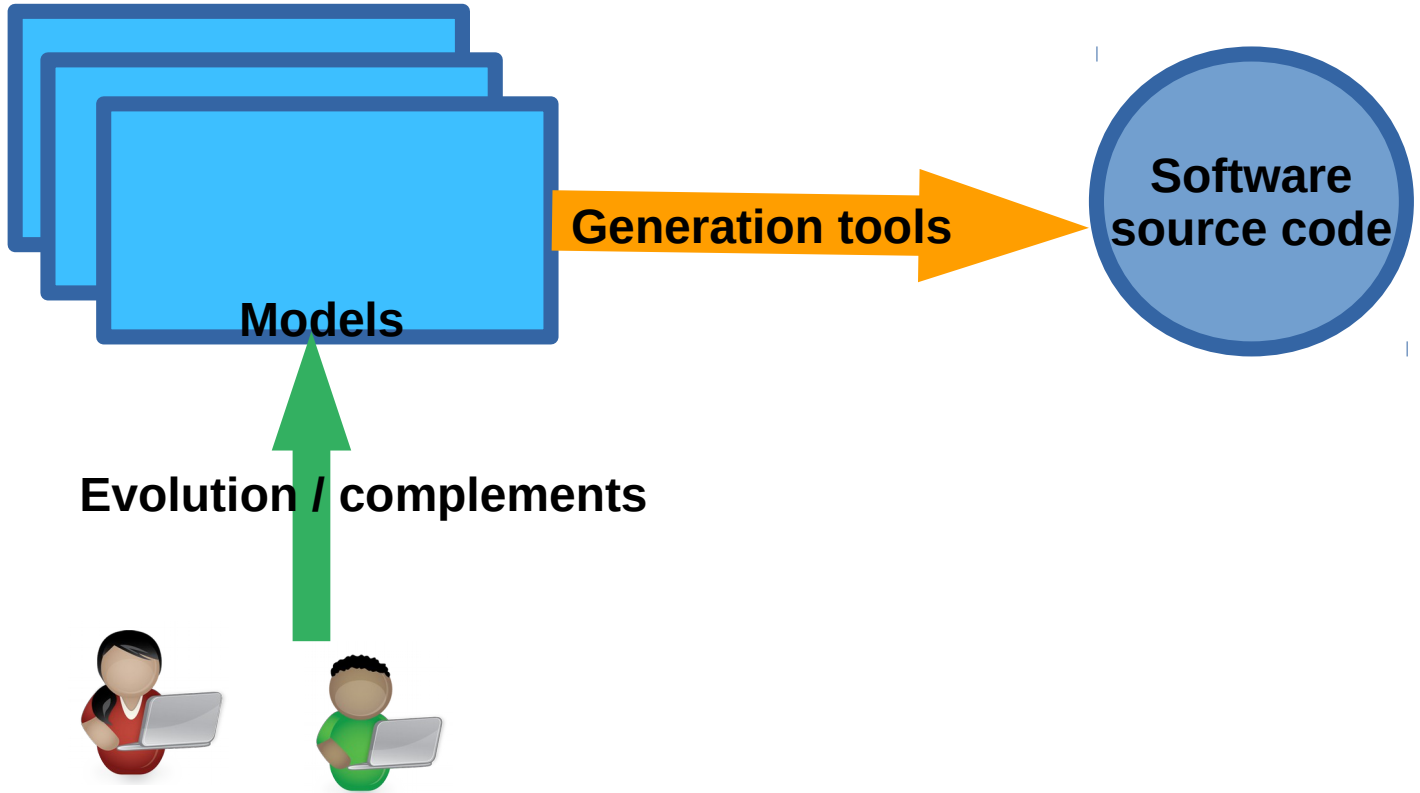 Software
source code
Generation tools
Models
Evolution / complements